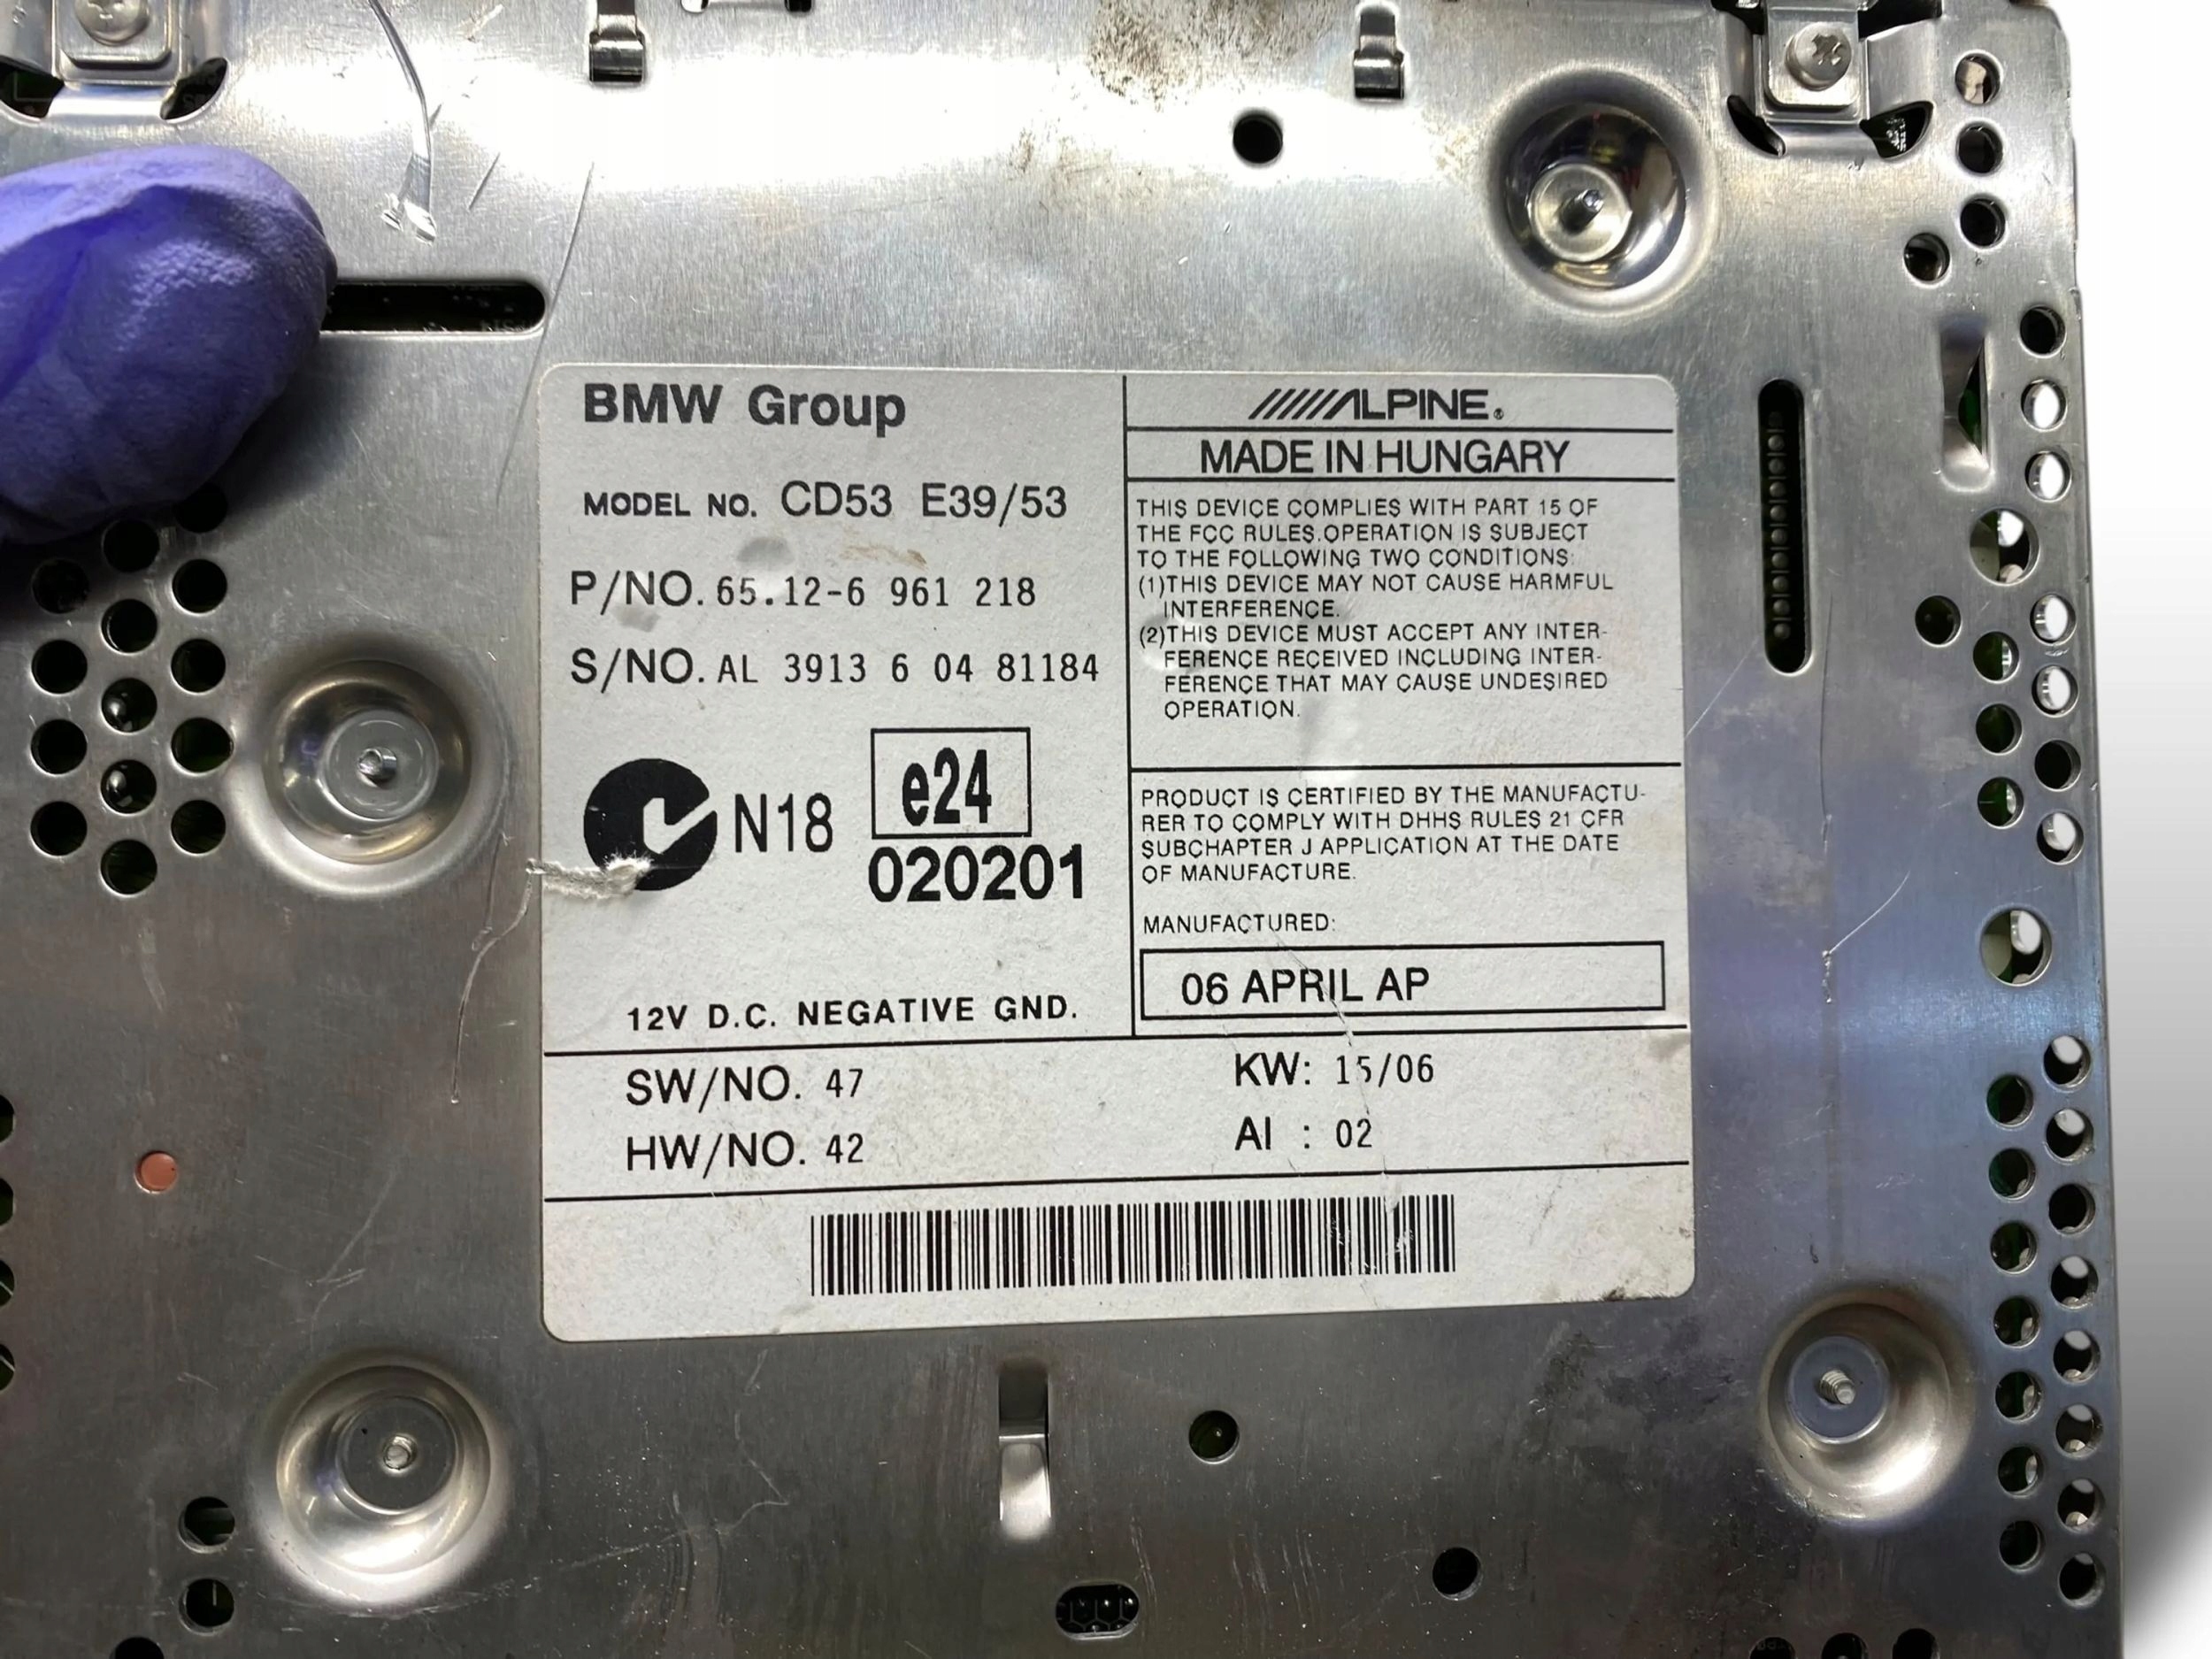 BMW Group
MODEL NO. CD53 E39/53
P/NO. 65.12-6 961 218
S/NO. AL 3913 6 04 81184
N18
e24
020201
12V D.C. NEGATIVE GND.
ALPINE®
MADE IN HUNGARY
THIS DEVICE COMPLIES WITH PART 15 OF
THE FCC RULES.OPERATION IS SUBJECT
TO THE FOLLOWING TWO CONDITIONS:
(1)THIS DEVICE MAY NOT CAUSE HARMFUL
INTERFERENCE.
(2)THIS DEVICE MUST ACCEPT ANY INTER-
FERENCE RECEIVED INCLUDING INTER-
FERENCE THAT MAY CAUSE UNDESIRED
OPERATION.
PRODUCT IS CERTIFIED BY THE MANUFACTU-
RER TO COMPLY WITH DHHS RULES 21 CFR
SUBCHAPTER J APPLICATION AT THE DATE
OF MANUFACTURE.
MANUFACTURED:
06 APRIL AP
SW/NO. 47
HW/NO. 42
KW: 15/06
AI : 02